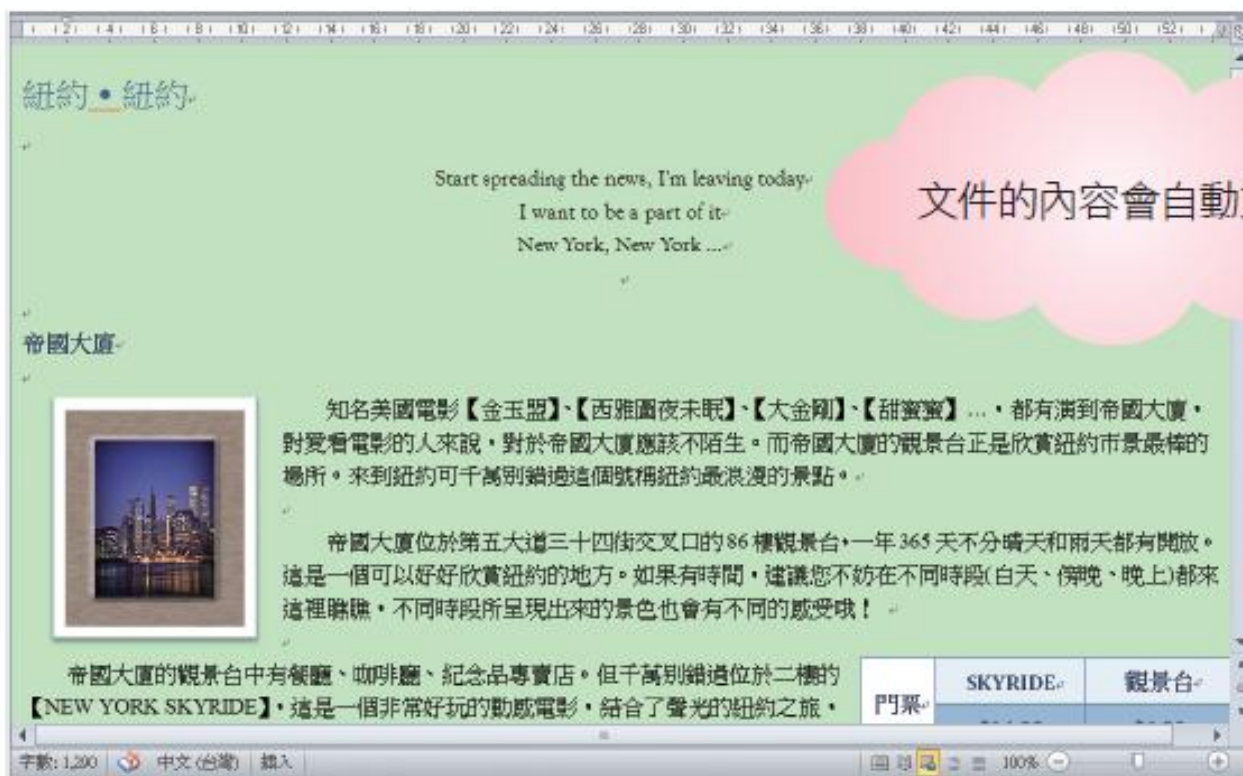 紐約•紐約
Start spreading the news, I'm leaving today
I want to be a part of it
New York, New York ...
文件的內容會自動
帝國大廈
知名美國電影【金玉盟】、【西雅圖夜未眠】、【大金剛】、【甜蜜蜜】…,都有演到帝國大廈,
對愛看電影的人來說,對於帝國大廈應該不陌生。而帝國大廈的觀景台正是欣賞紐約市景最棒的
場所。來到紐約可千萬別錯過這個號稱紐約最浪漫的景點。
帝國大廈位於第五大道三十四街交叉口的86樓觀景台,一年365天不分晴天和雨天都有開放。
這是一個可以好好欣賞紐約的地方。如果有時間,建議您不妨在不同時段(白天、傍晚、晚上)都來
這裡瞧瞧,不同時段所呈現出來的景色也會有不同的感受哦!
帝國大廈的觀景台中有餐廳、咖啡廳、紀念品專賣店。但千萬別錯過位於二樓的
【NEW YORK SKYRIDE】,這是一個非常好玩的動感電影,結合了聲光的紐約之旅,
門票 SKYRIDE 觀景台
字數: 1,290 中文(台灣) 插入 100%